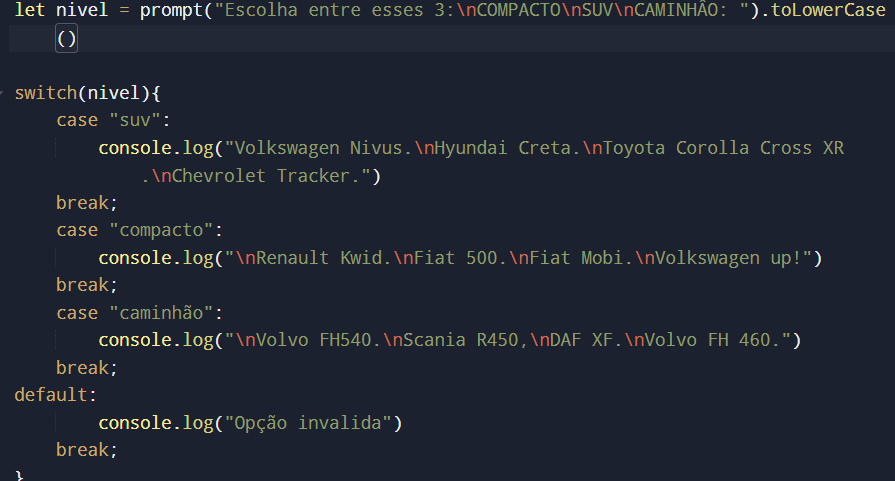 let nivel = prompt("Escolha entre esses 3:\nCOMPACTO\nSUV\nCAMINHÂO: ").toLowerCase
()
switch(nivel){
case "suv":
console.log("Volkswagen Nivus.\nHyundai Creta.\nToyota Corolla Cross XR
.\nChevrolet Tracker.")
break;
case "compacto":
console.log("\nRenault Kwid.\nFiat 500.\nFiat Mobi.\nVolkswagen up!")
break;
case "caminhão":
console.log("\nVolvo FH540.\nScania R450,\nDAF XF.\nVolvo FH 460.")
break;
default:
console.log("Opção invalida")
break;
}